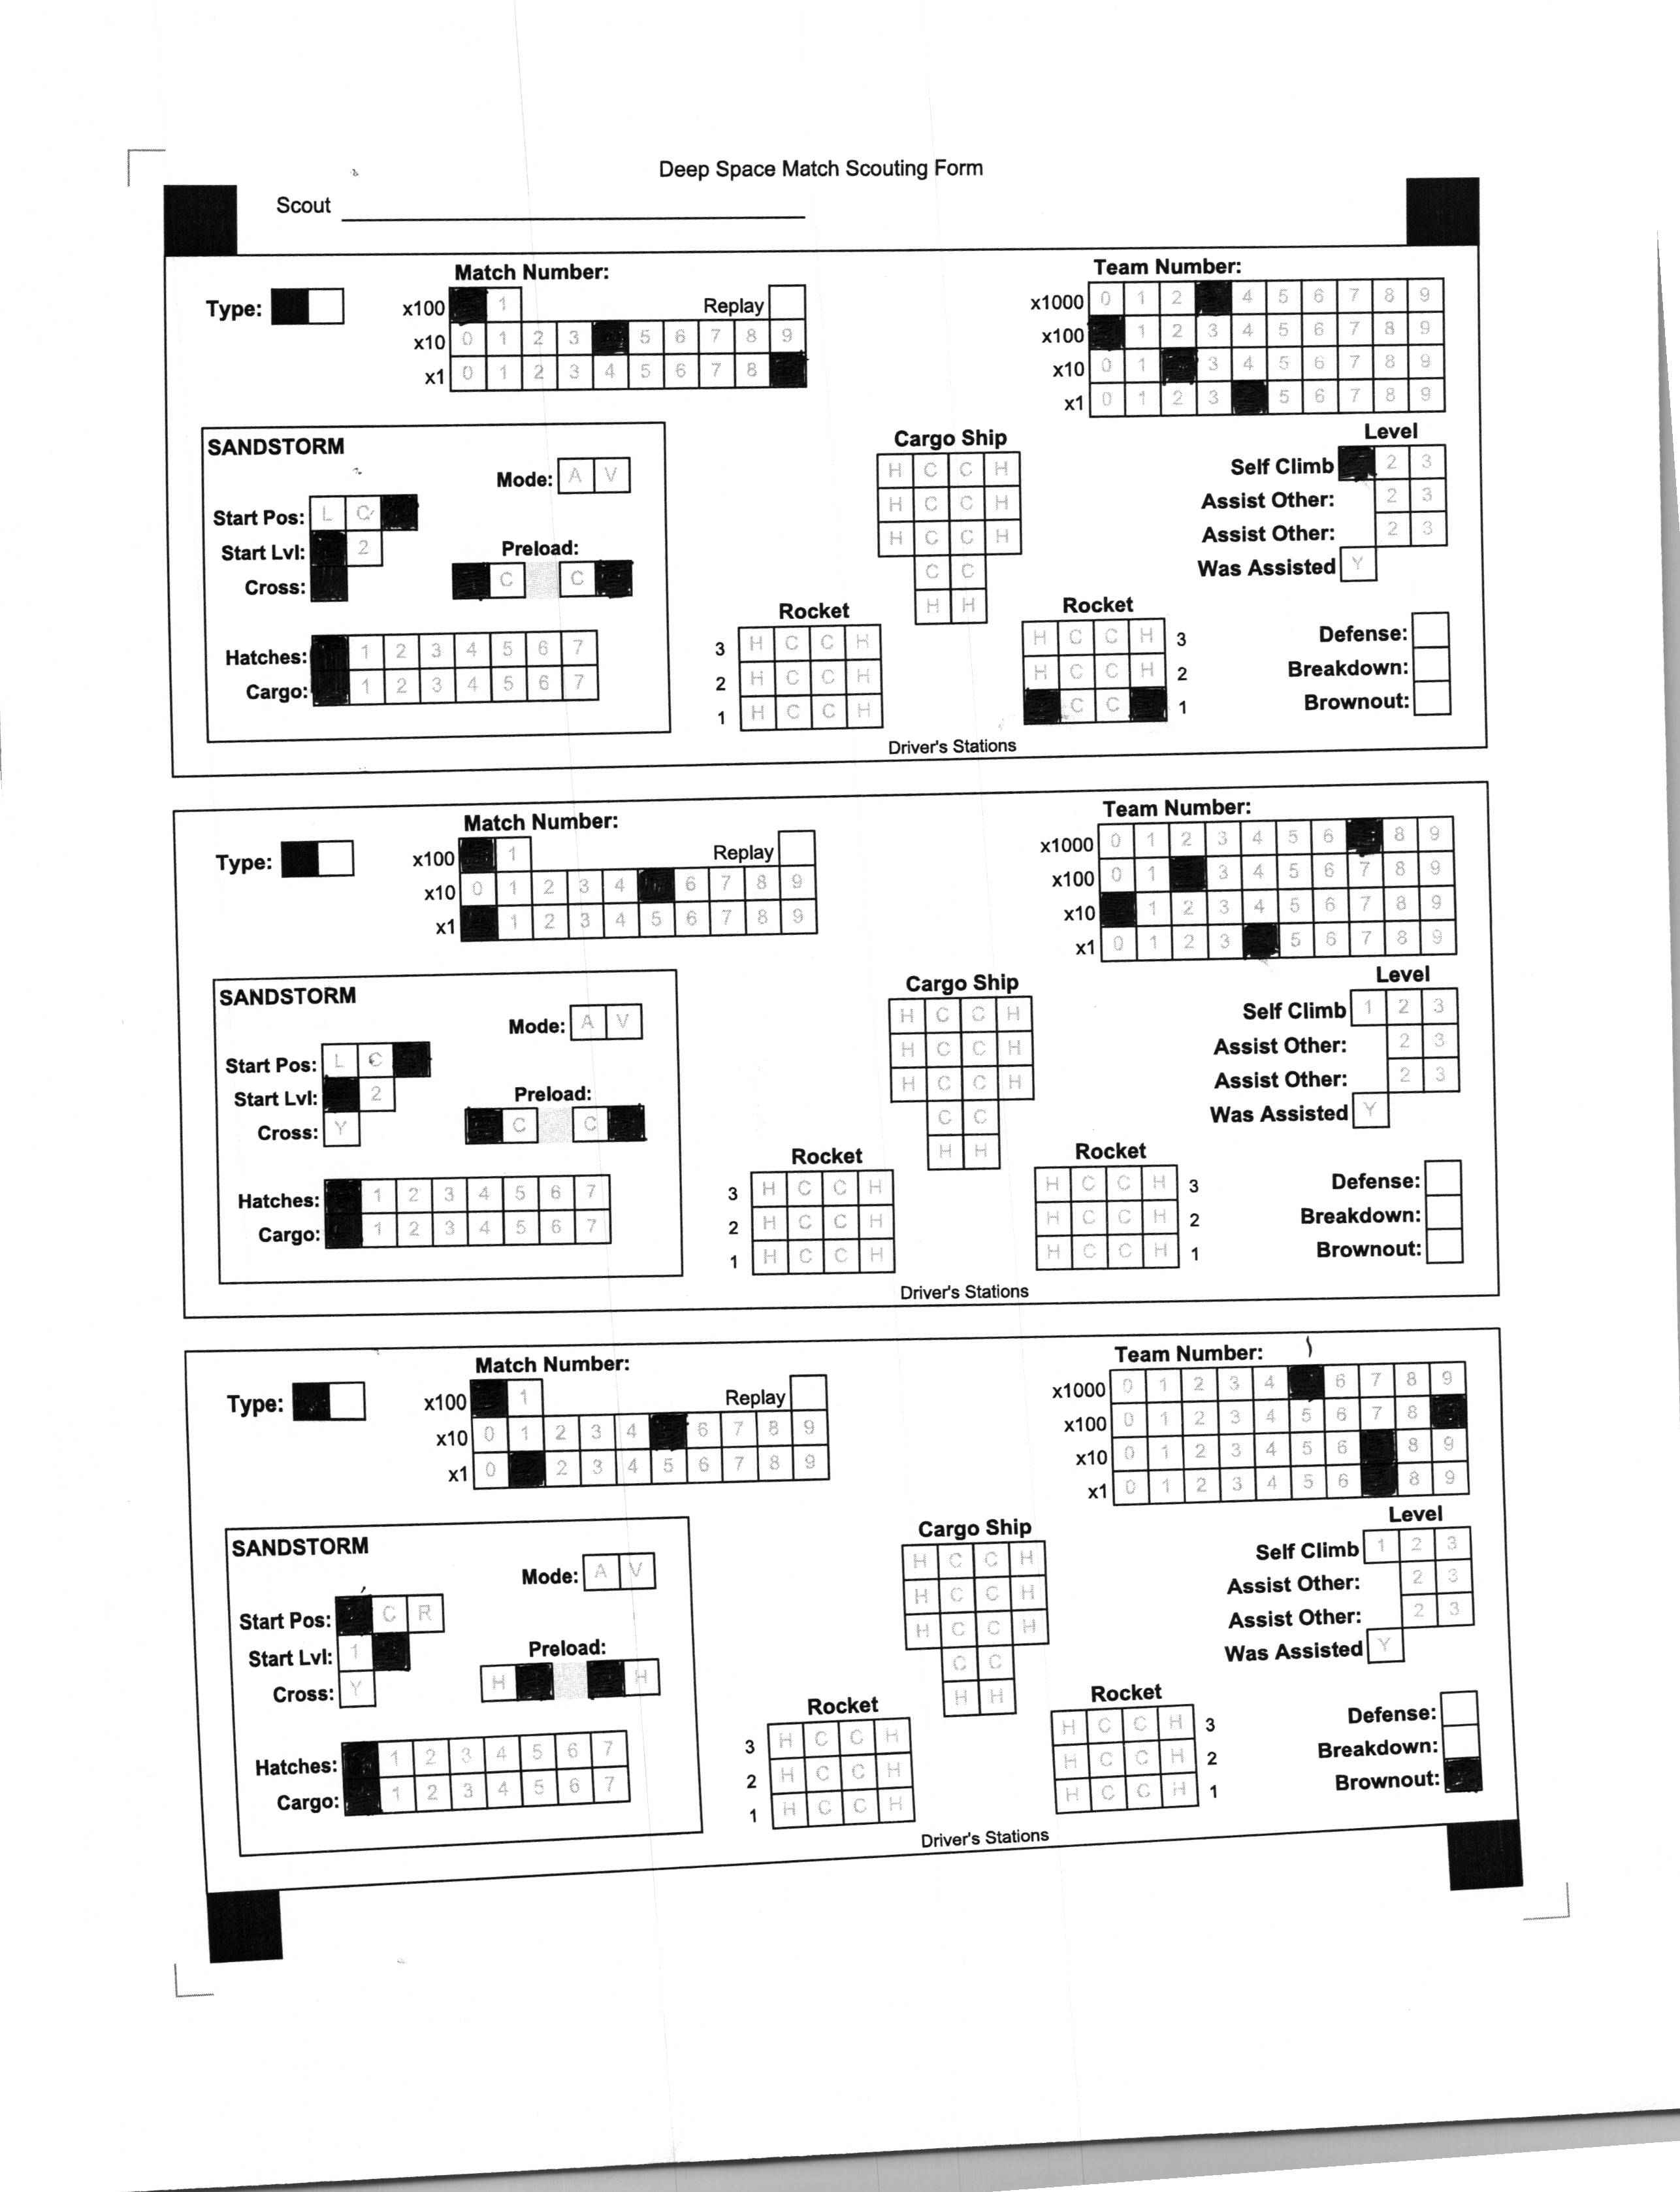 Deep Space Match Scouting Form
Scout
Match Number:
Team Number:
Type:
x100 1 Replay
x10 0 1 2 3 5 6 7 8 9
x1 0 1 2 3 4 5 6 7 8
x1000 0 1 2 4 5 6 7 8 9
x100 1 2 3 4 5 6 7 8 9
x10 0 1 3 4 5 6 7 8 9
x1 0 1 2 3 5 6 7 8 9
SANDSTORM
Mode: A V
Start Pos: L C
Start Lvl: 2
Cross:
Preload:
C C
Hatches: 1 2 3 4 5 6 7
Cargo: 1 2 3 4 5 6 7
Cargo Ship
H C C H
H C C H
H C C H
C C
H H
Rocket
3 H C C H
2 H C C H
1 H C C H
Rocket
H C C H 3
H C C H 2
C C 1
Driver's Stations
Level
Self Climb 2 3
Assist Other: 2 3
Assist Other: 2 3
Was Assisted Y
Defense:
Breakdown:
Brownout:
Match Number:
Team Number:
Type:
x100 1 Replay
x10 0 1 2 3 4 6 7 8 9
x1 1 2 3 4 5 6 7 8 9
x1000 0 1 2 3 4 5 6 8 9
x100 0 1 3 4 5 6 7 8 9
x10 1 2 3 4 5 6 7 8 9
x1 0 1 2 3 5 6 7 8 9
SANDSTORM
Mode: A V
Start Pos: L C
Start Lvl: 2
Cross: Y
Preload:
C C
Hatches: 1 2 3 4 5 6 7
Cargo: 1 2 3 4 5 6 7
Cargo Ship
H C C H
H C C H
H C C H
C C
H H
Rocket
3 H C C H
2 H C C H
1 H C C H
Rocket
H C C H 3
H C C H 2
H C C H 1
Driver's Stations
Level
Self Climb 1 2 3
Assist Other: 2 3
Assist Other: 2 3
Was Assisted Y
Defense:
Breakdown:
Brownout:
Match Number:
Team Number:
Type:
x100 1 Replay
x10 0 1 2 3 4 6 7 8 9
x1 0 2 3 4 5 6 7 8 9
x1000 0 1 2 3 4 6 7 8 9
x100 0 1 2 3 4 5 6 7 8
x10 0 1 2 3 4 5 6 8 9
x1 0 1 2 3 4 5 6 8 9
SANDSTORM
Mode: A V
Start Pos: C R
Start Lvl: 1
Cross: Y
Preload:
H H
Hatches: 1 2 3 4 5 6 7
Cargo: 1 2 3 4 5 6 7
Cargo Ship
H C C H
H C C H
H C C H
C C
H H
Rocket
3 H C C H
2 H C C H
1 H C C H
Rocket
H C C H 3
H C C H 2
H C C H 1
Driver's Stations
Level
Self Climb 1 2 3
Assist Other: 2 3
Assist Other: 2 3
Was Assisted Y
Defense:
Breakdown:
Brownout: